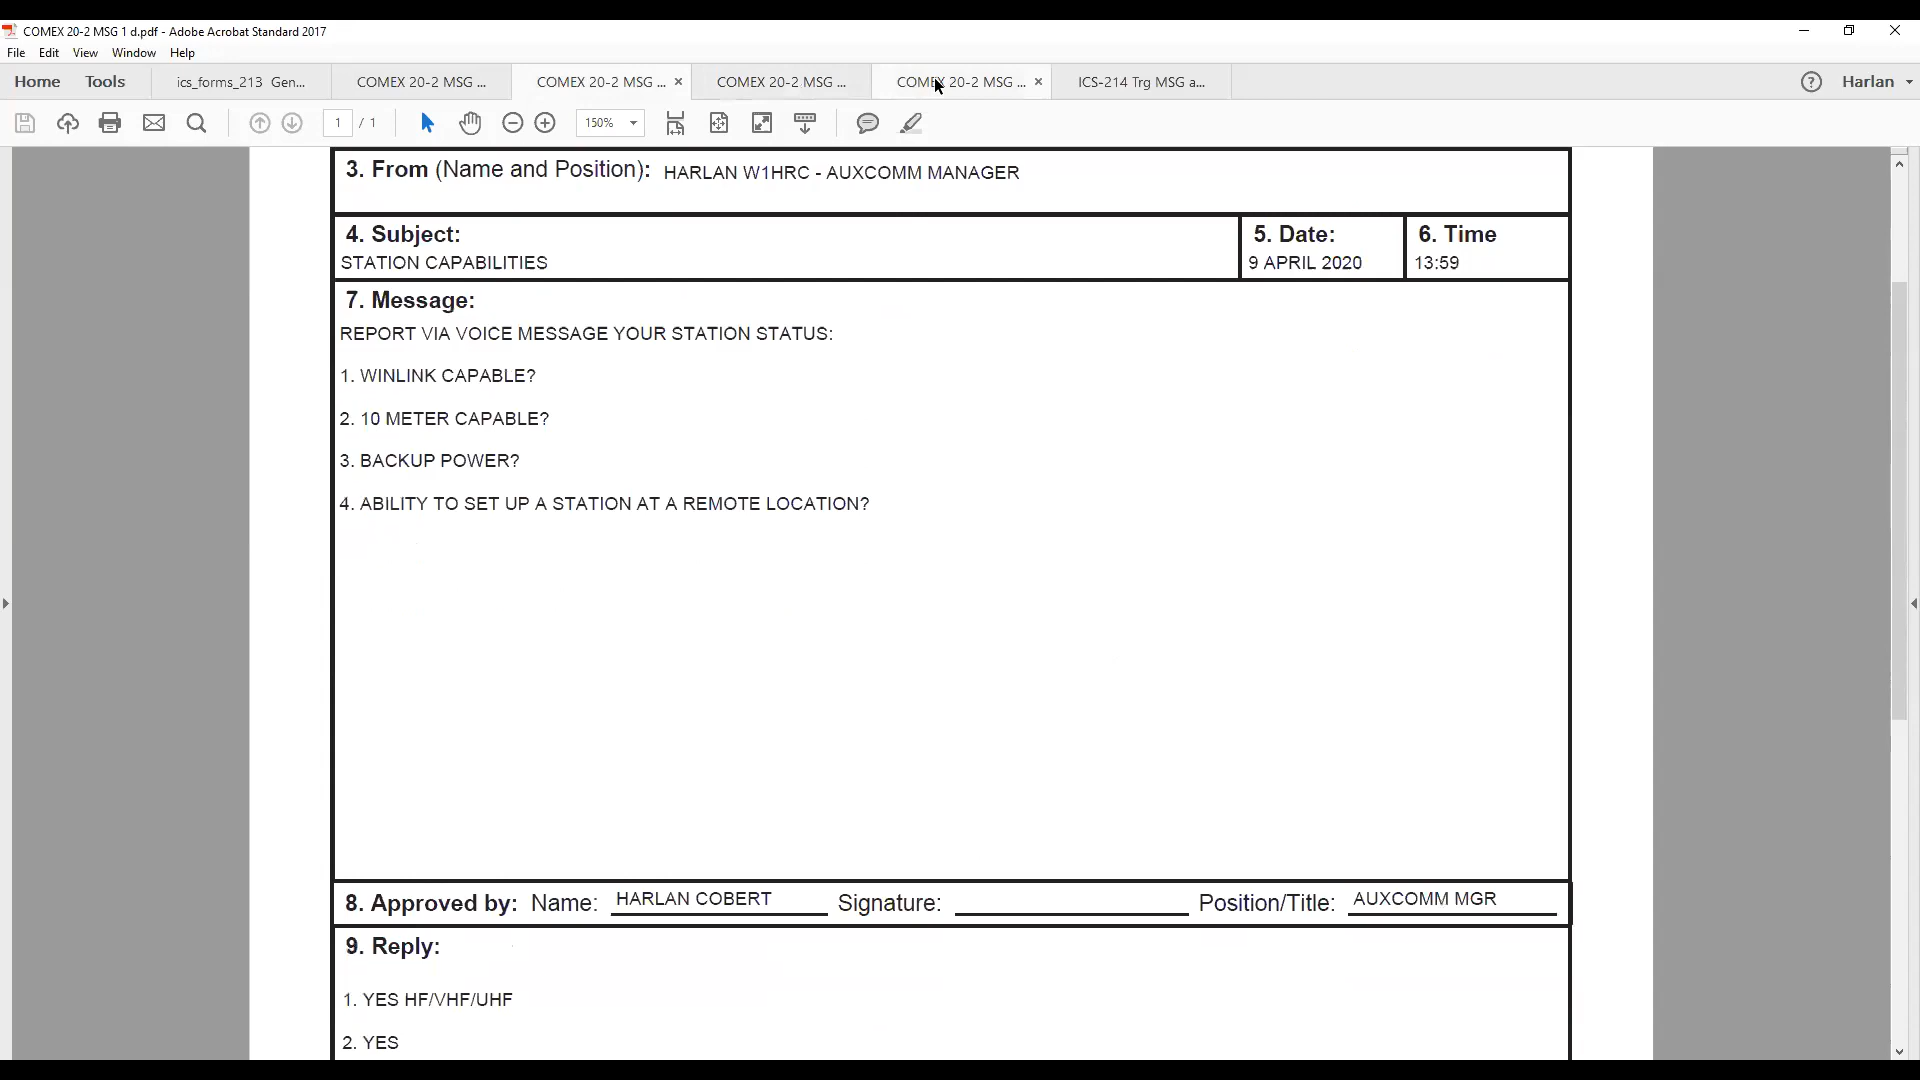 COMEX 20-2 MSG 1 d.pdf - Adobe Acrobat Standard 2017
File Edit View Window Help
Home Tools ics_forms_213 Gen... COMEX 20-2 MSG ... COMEX 20-2 MSG ... × COMEX 20-2 MSG ... COMEX 20-2 MSG ... × ICS-214 Trg MSG a... Harlan
1 / 1 150%
3. From (Name and Position): HARLAN W1HRC - AUXCOMM MANAGER
4. Subject: 5. Date: 6. Time
STATION CAPABILITIES 9 APRIL 2020 13:59
7. Message:
REPORT VIA VOICE MESSAGE YOUR STATION STATUS:
1. WINLINK CAPABLE?
2. 10 METER CAPABLE?
3. BACKUP POWER?
4. ABILITY TO SET UP A STATION AT A REMOTE LOCATION?
8. Approved by: Name: HARLAN COBERT Signature: Position/Title: AUXCOMM MGR
9. Reply:
1. YES HF/VHF/UHF
2. YES